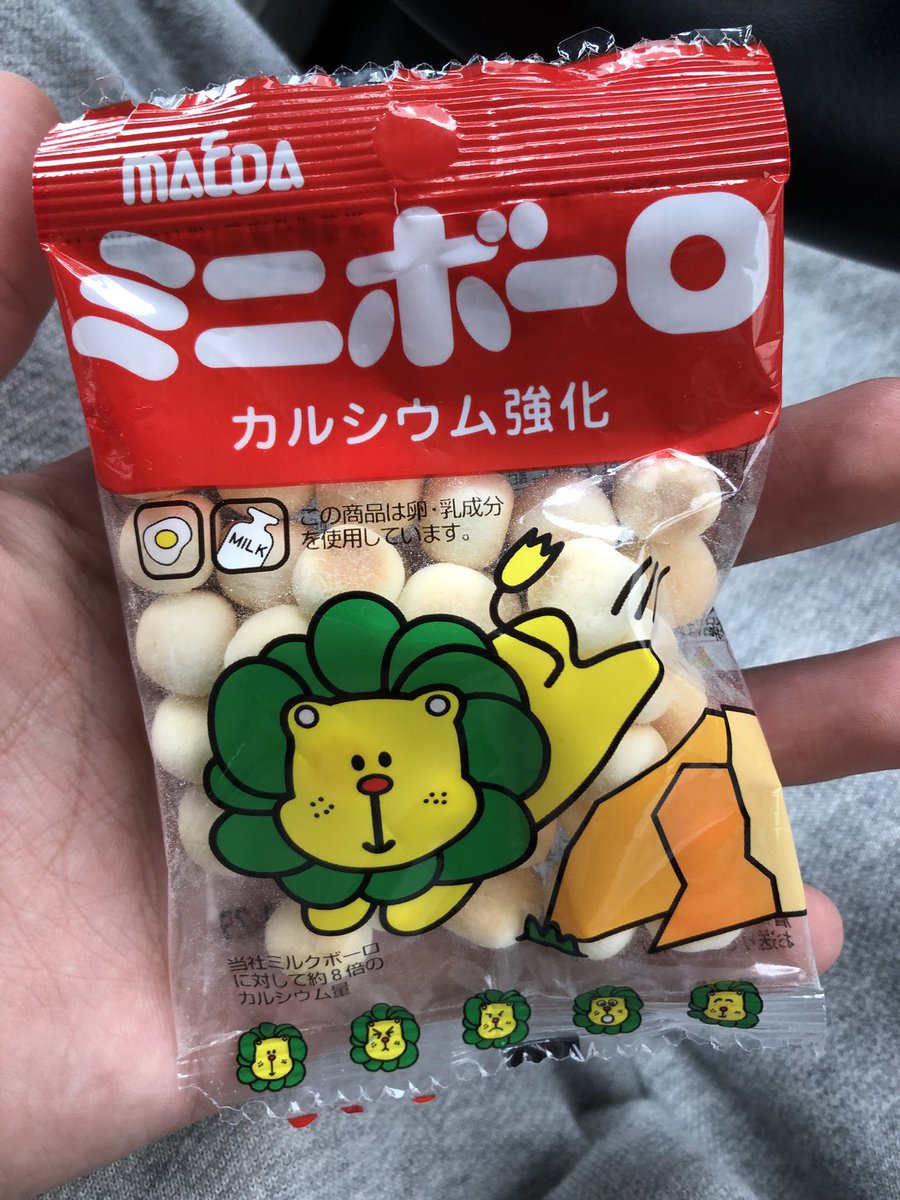 MAEDA
ミニボーロ
カルシウム強化
この商品は卵・乳成分
を使用しています。
MILK
当社ミルクボーロ
に対して約8倍の
カルシウム量